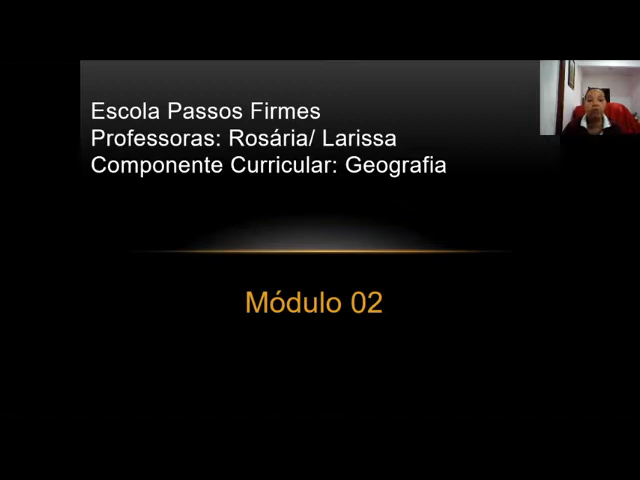 Escola Passos Firmes
Professoras: Rosária/ Larissa
Componente Curricular: Geografia
Módulo 02